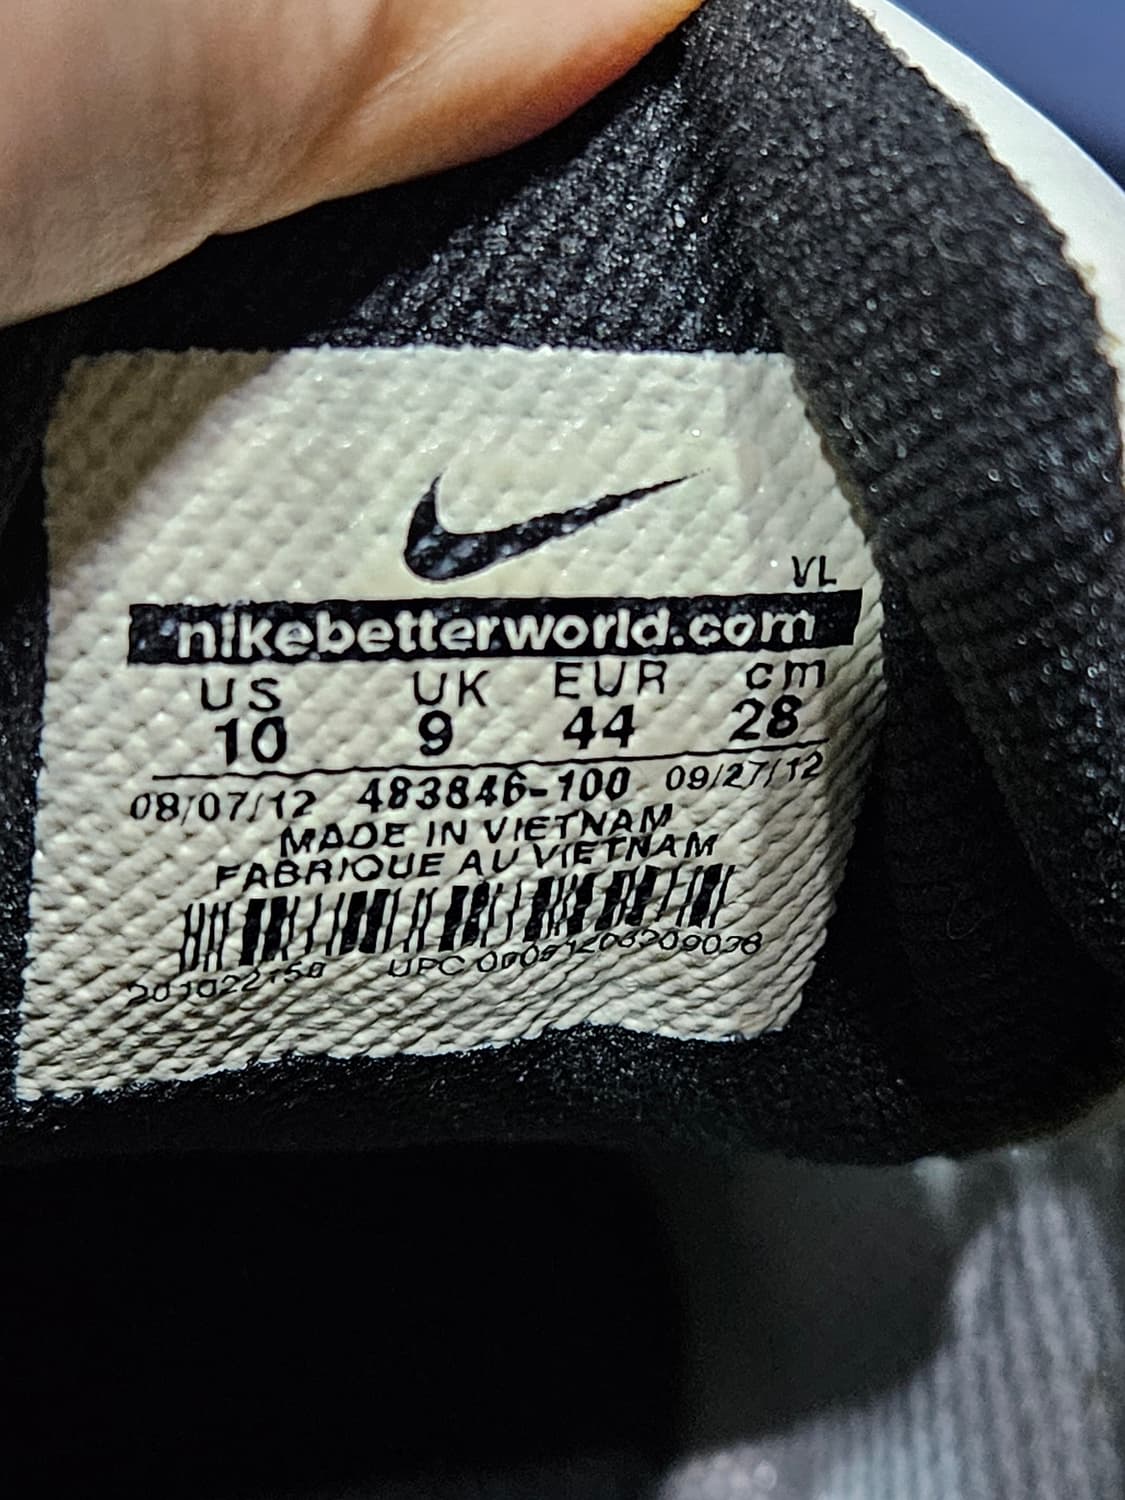 VL
nikebetterworld.com
US UK EUR cm
10 9 44 28
08/07/12 483846-100 09/27/12
MADE IN VIETNAM
FABRIQUE AU VIETNAM
UPC